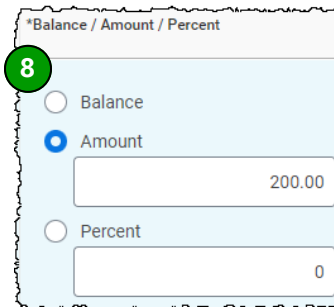 *Balance / Amount / Percent
8
Balance
Amount
200.00
Percent
0